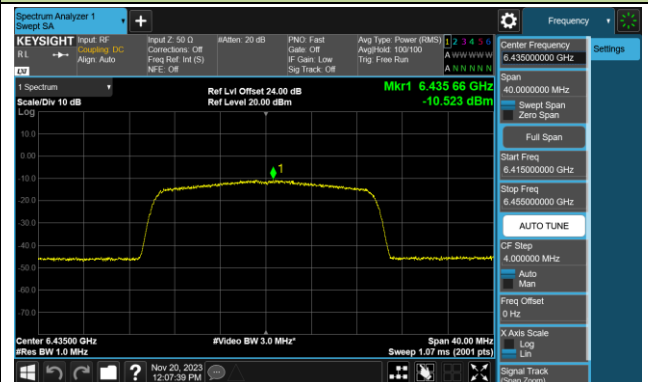 Spectrum Analyzer 1
Swept SA
+
Frequency
KEYSIGHT
RL
LXI
Input: RF
Coupling: DC
Align: Auto
Input Z: 50 Ω
Corrections: Off
Freq Ref: Int (S)
NFE: Off
#Atten: 20 dB
PNO: Fast
Gate: Off
IF Gain: Low
Sig Track: Off
Avg Type: Power (RMS)
Avg|Hold: 100/100
Trig: Free Run
1 2 3 4 5 6
A W W W W W
A N N N N N
Center Frequency
6.435000000 GHz
Settings
Span
40.0000000 MHz
Swept Span
Zero Span
Full Span
Start Freq
6.415000000 GHz
Stop Freq
6.455000000 GHz
AUTO TUNE
CF Step
4.000000 MHz
Auto
Man
Freq Offset
0 Hz
X Axis Scale
Log
Lin
Signal Track
(Span Zoom)
1 Spectrum
Scale/Div 10 dB
Log
Ref Lvl Offset 24.00 dB
Ref Level 20.00 dBm
Mkr1 6.435 66 GHz
-10.523 dBm
1
10.0
0.00
-10.0
-20.0
-30.0
-40.0
-50.0
-60.0
-70.0
Center 6.43500 GHz
#Res BW 1.0 MHz
#Video BW 3.0 MHz*
Span 40.00 MHz
Sweep 1.07 ms (2001 pts)
?
Nov 20, 2023
12:07:39 PM